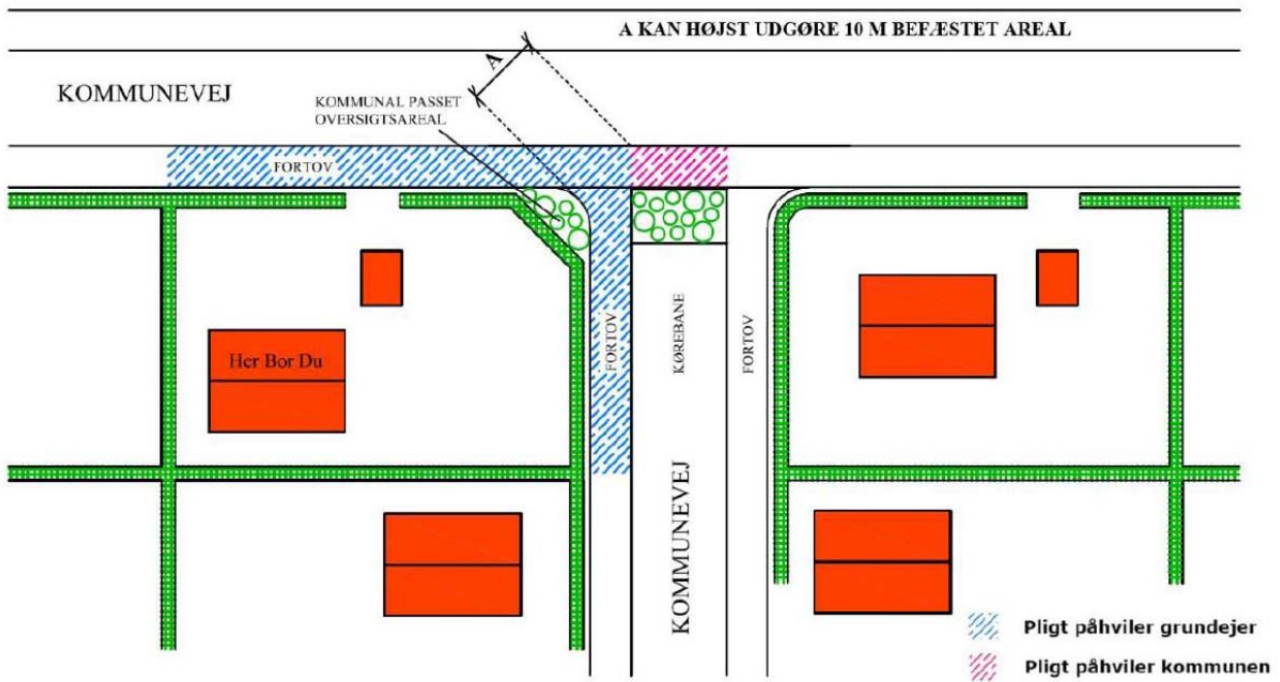 A KAN HØJST UDGØRE 10 M BEFÆSTET AREAL
A
KOMMUNEVEJ
KOMMUNAL PASSET
OVERSIGTSAREAL
FORTOV
FORTOV
KØREBANE
FORTOV
Her Bor Du
KOMMUNEVEJ
Pligt påhviler grundejer
Pligt påhviler kommunen